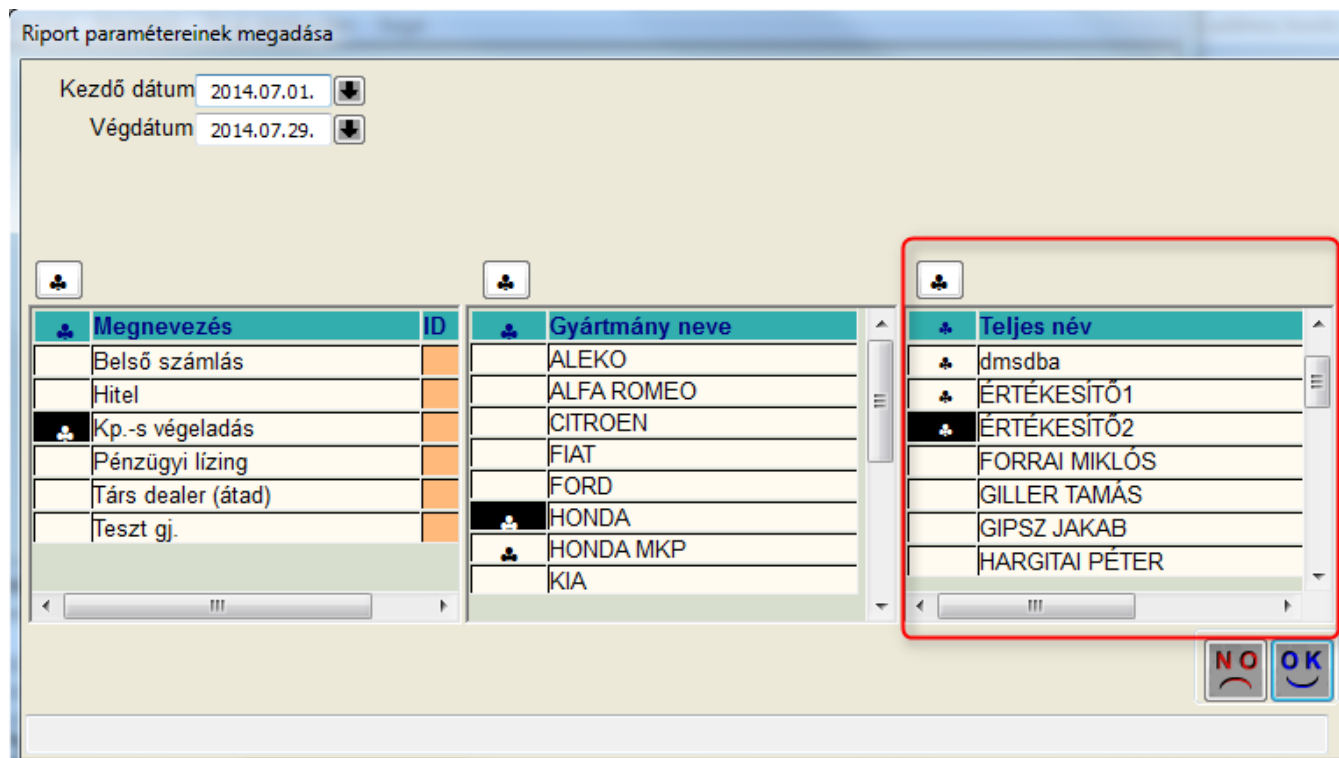 Riport paramétereinek megadása
Kezdő dátum 2014.07.01.
Végdátum 2014.07.29.
Megnevezés ID
Belső számlás
Hitel
Kp.-s végeladás
Pénzügyi lízing
Társ dealer (átad)
Teszt gj.
Gyártmány neve
ALEKO
ALFA ROMEO
CITROEN
FIAT
FORD
HONDA
HONDA MKP
KIA
Teljes név
dmsdba
ÉRTÉKESÍTŐ1
ÉRTÉKESÍTŐ2
FORRAI MIKLÓS
GILLER TAMÁS
GIPSZ JAKAB
HARGITAI PÉTER
NO OK